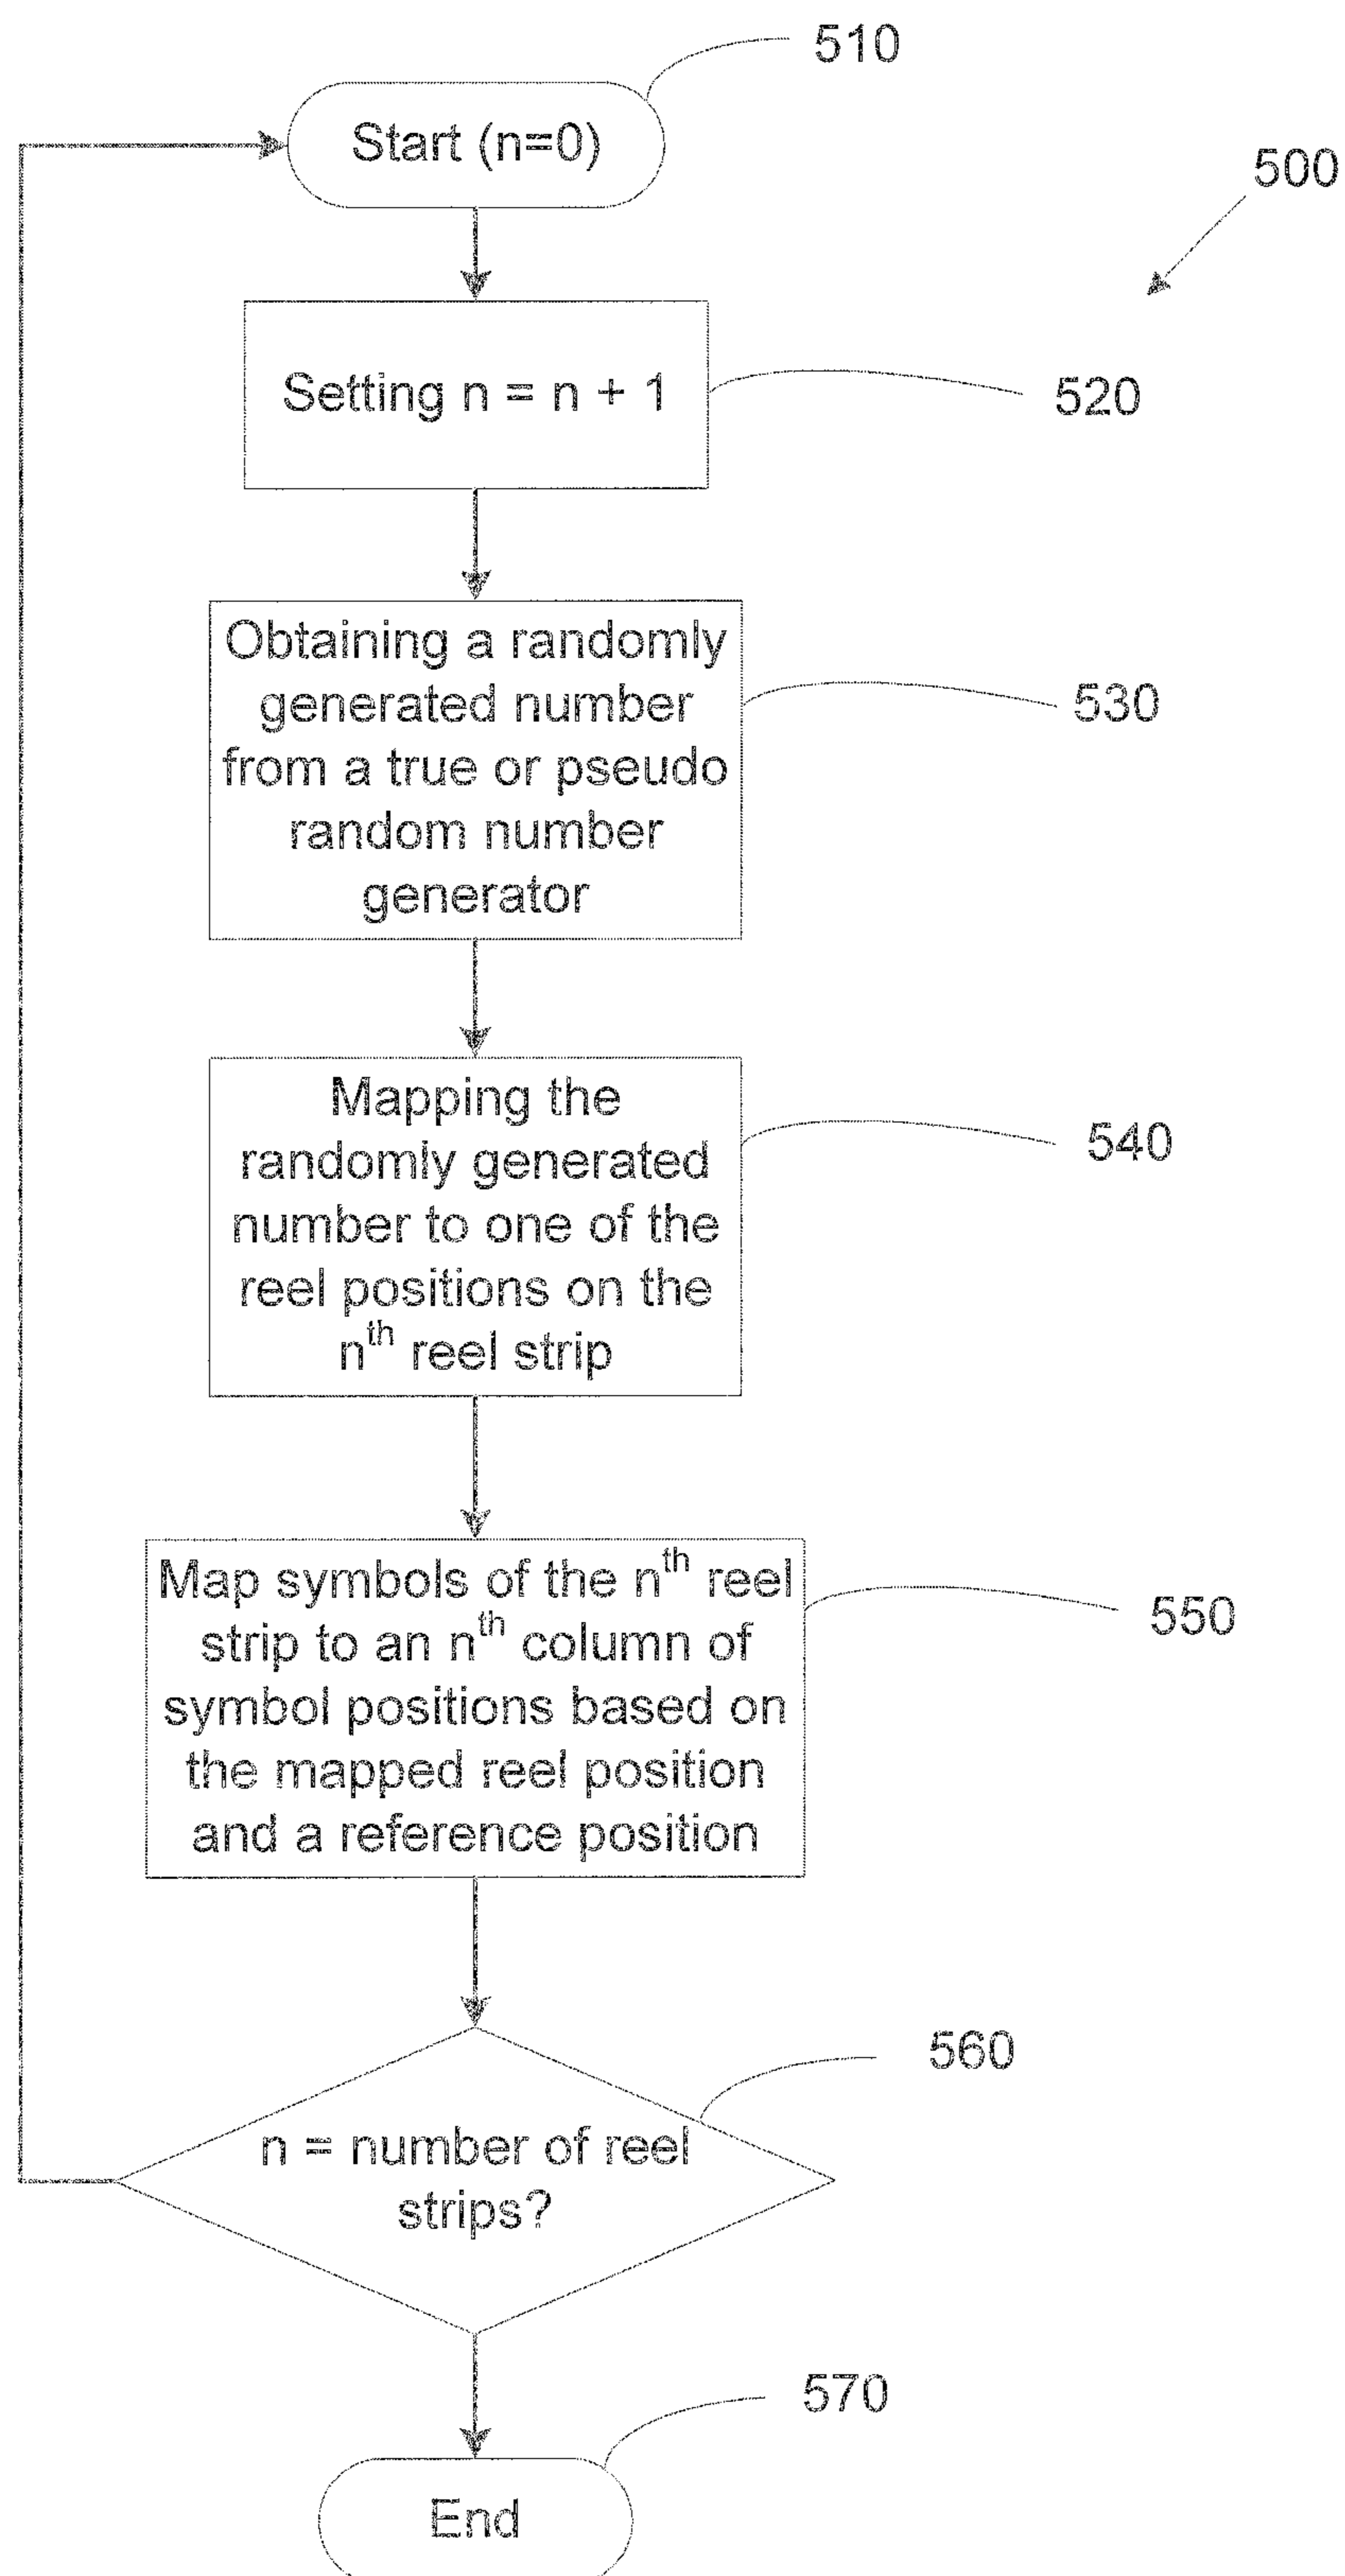 510
Start (n=0)
500
Setting n = n + 1
520
Obtaining a randomly
generated number
from a true or pseudo
random number
generator
530
Mapping the
randomly generated
number to one of the
reel positions on the
nth reel strip
540
Map symbols of the nth reel
strip to an nth column of
symbol positions based on
the mapped reel position
and a reference position
550
560
n = number of reel
strips?
570
End